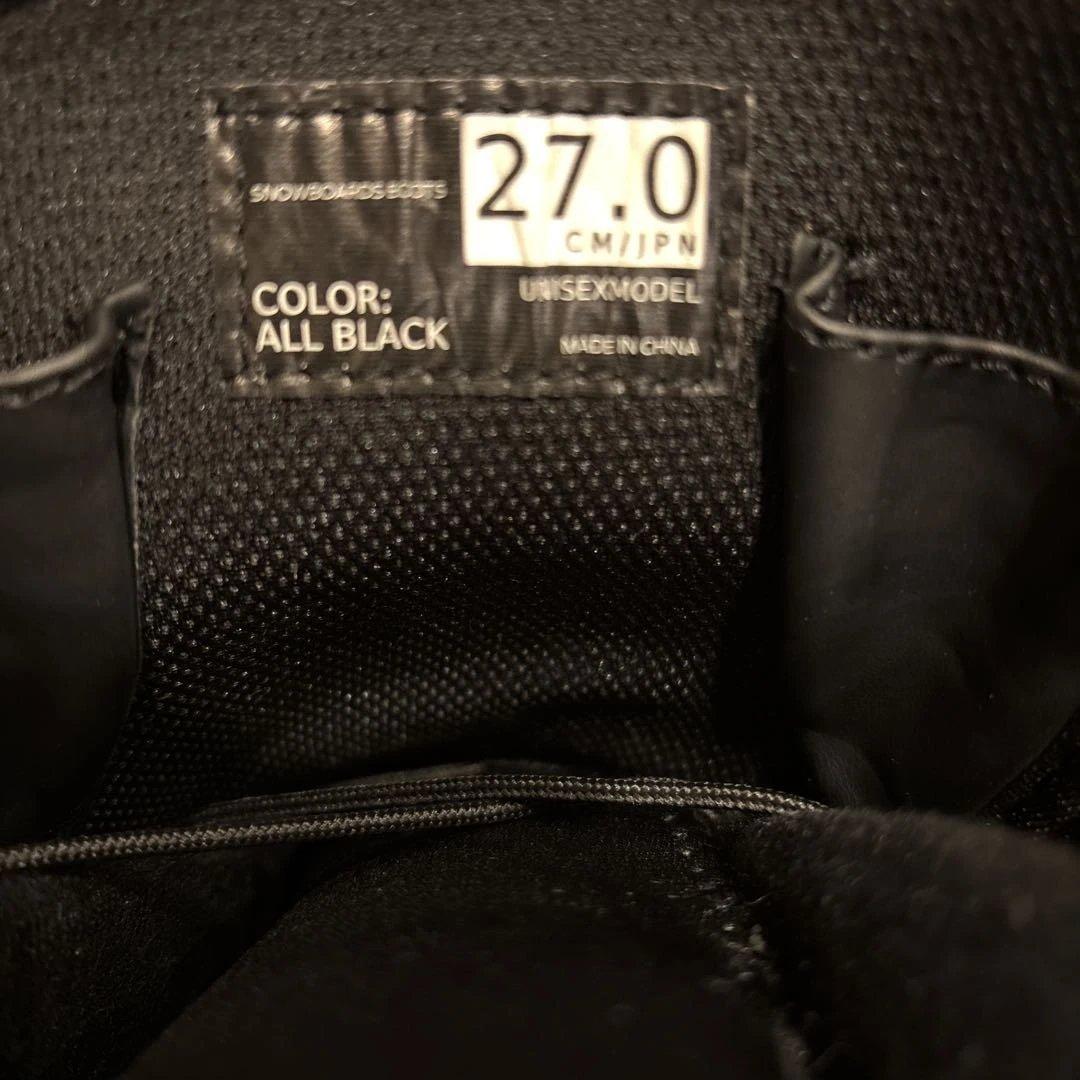 SNOWBOARDS BOOTS
27.0
CM/JPN
COLOR:
ALL BLACK
UNISEXMODEL
MADE IN CHINA